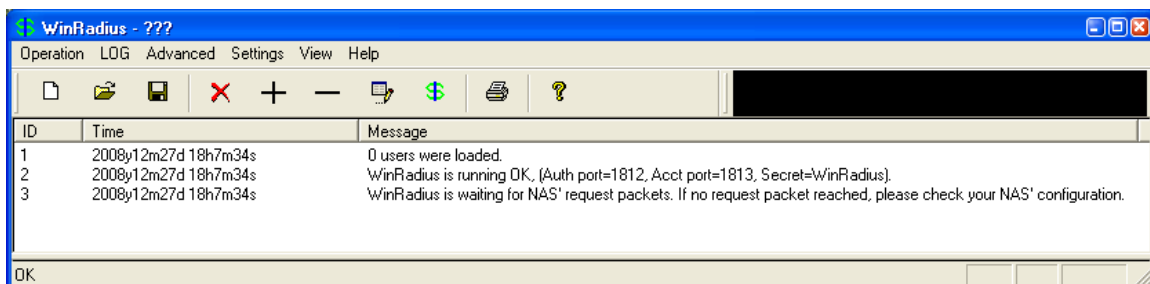 WinRadius - ???
Operation LOG Advanced Settings View Help
ID Time Message
1 2008y12m27d 18h7m34s 0 users were loaded.
2 2008y12m27d 18h7m34s WinRadius is running OK, (Auth port=1812, Acct port=1813, Secret=WinRadius).
3 2008y12m27d 18h7m34s WinRadius is waiting for NAS' request packets. If no request packet reached, please check your NAS' configuration.
OK